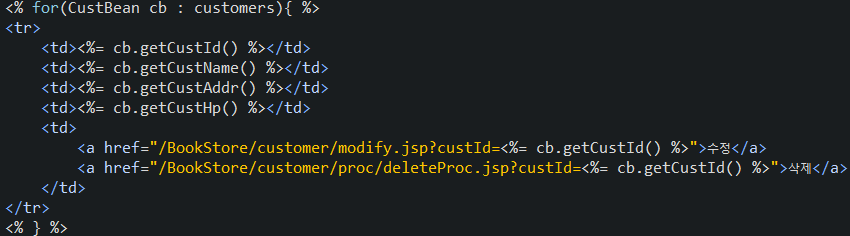 <% for(CustBean cb : customers){ %>
<tr>
    <td><%= cb.getCustId() %></td>
    <td><%= cb.getCustName() %></td>
    <td><%= cb.getCustAddr() %></td>
    <td><%= cb.getCustHp() %></td>
    <td>
        <a href="/BookStore/customer/modify.jsp?custId=<%= cb.getCustId() %>">수정</a>
        <a href="/BookStore/customer/proc/deleteProc.jsp?custId=<%= cb.getCustId() %>">삭제</a>
    </td>
</tr>
<% } %>